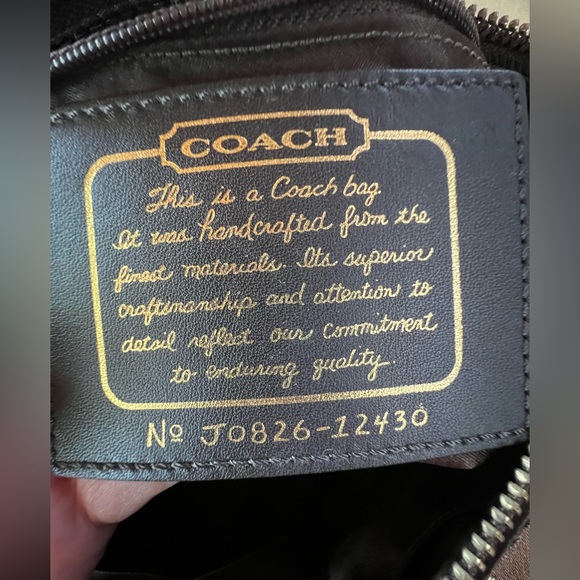 COACH
This is a Coach bag.
It was handcrafted from the
finest materials. Its superior
craftsmanship and attention to
detail reflect our commitment
to enduring quality.
Nº J0826-12430